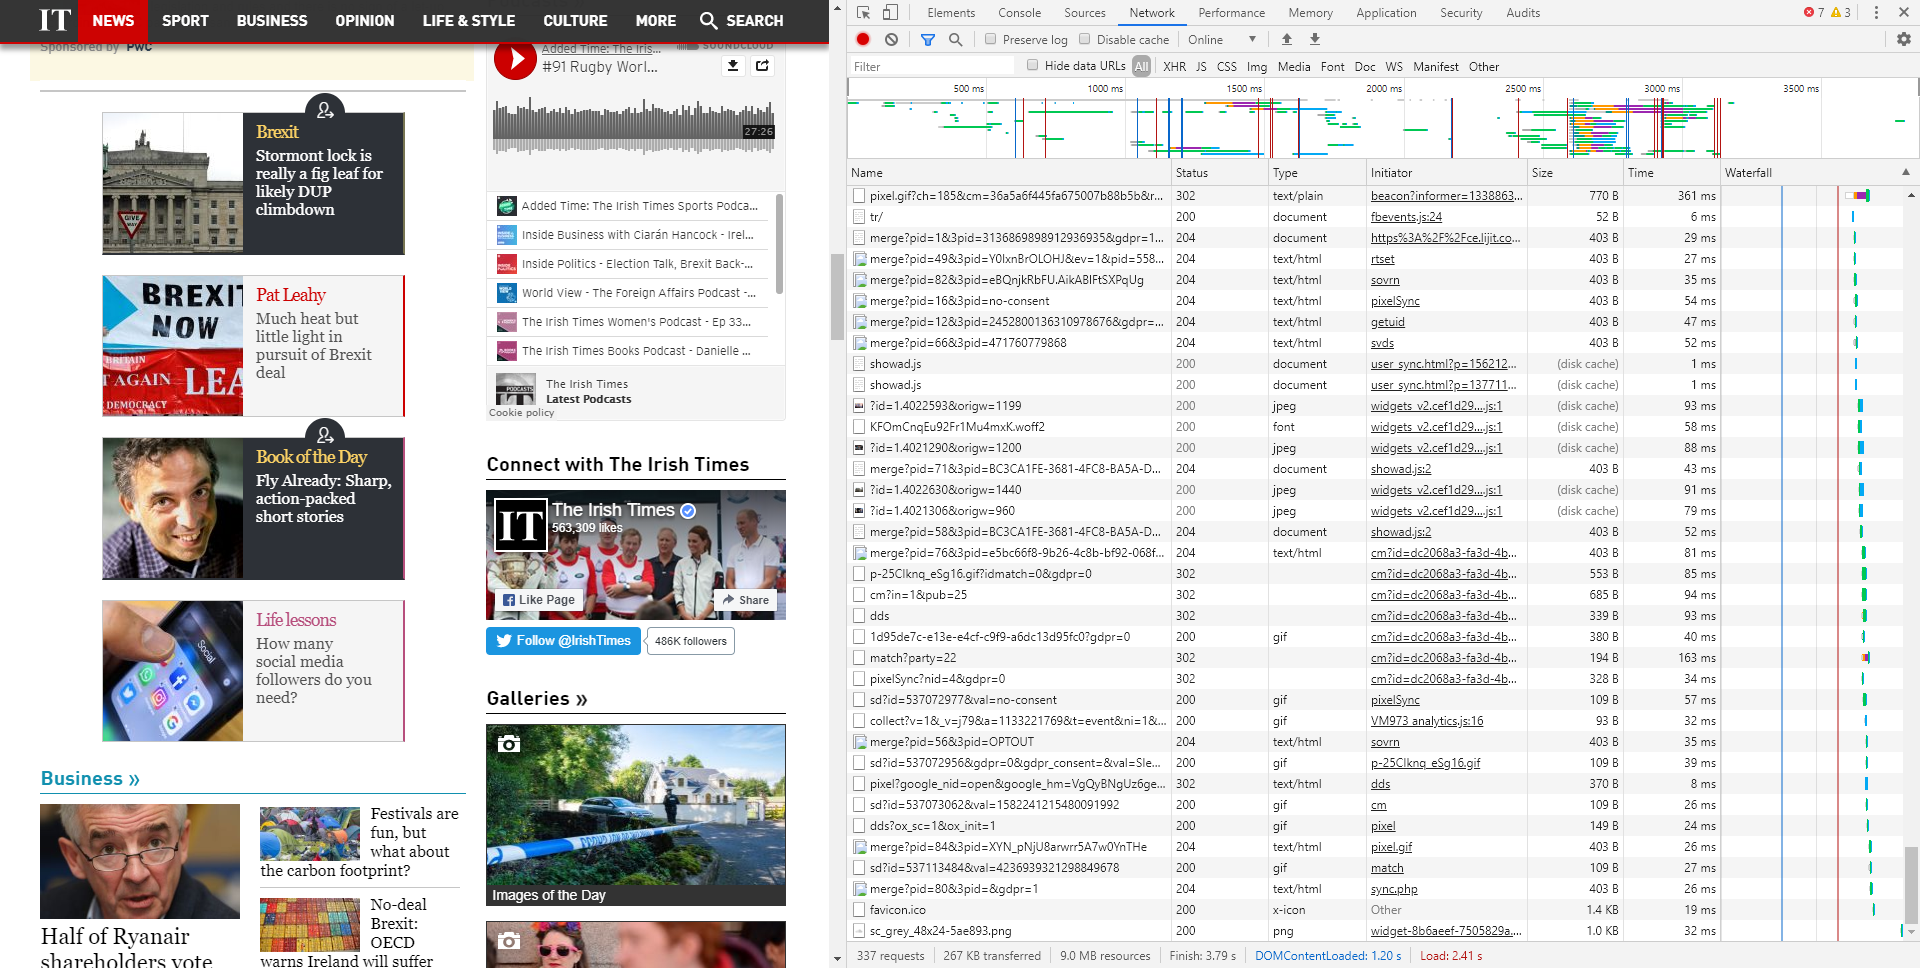 IT NEWS SPORT BUSINESS OPINION LIFE & STYLE CULTURE MORE SEARCH
Sponsored by PwC
Brexit
Stormont lock is
really a fig leaf for
likely DUP
climbdown
GIVE WAY
Pat Leahy
Much heat but
little light in
pursuit of Brexit
deal
BREXIT
NOW
BRITAIN
T AGAIN LEA
DEMOCRACY
Book of the Day
Fly Already: Sharp,
action-packed
short stories
Life lessons
How many
social media
followers do you
need?
Social
Business »
Half of Ryanair
shareholders vote
Festivals are
fun, but
what about
the carbon footprint?
No-deal
Brexit:
OECD
warns Ireland will suffer
Added Time: The Iris...
SOUNDCLOUD
#91 Rugby Worl...
27:26
Added Time: The Irish Times Sports Podca...
Inside Business with Ciarán Hancock - Irel...
Inside Politics - Election Talk, Brexit Back-...
World View - The Foreign Affairs Podcast -...
The Irish Times Women's Podcast - Ep 33...
The Irish Times Books Podcast - Danielle ...
PODCASTS
The Irish Times
Latest Podcasts
Cookie policy
Connect with The Irish Times
IT
The Irish Times
563,309 likes
Like Page
Share
Follow @IrishTimes
486K followers
Galleries »
Images of the Day
Elements Console Sources Network Performance Memory Application Security Audits 7 3
Preserve log Disable cache Online
Filter Hide data URLs All XHR JS CSS Img Media Font Doc WS Manifest Other
500 ms 1000 ms 1500 ms 2000 ms 2500 ms 3000 ms 3500 ms
Name Status Type Initiator Size Time Waterfall
pixel.gif?ch=185&cm=36a5a6f445fa675007b88b5b&r... 302 text/plain beacon?informer=1338863... 770 B 361 ms
tr/ 200 document fbevents.js:24 52 B 6 ms
merge?pid=1&3pid=3136869898912936935&gdpr=1... 204 document https%3A%2F%2Fce.lijit.co... 403 B 29 ms
merge?pid=49&3pid=Y0IxnBrOLOHJ&ev=1&pid=558... 204 text/html rtset 403 B 27 ms
merge?pid=82&3pid=eBQnjkRbFU.AikABlFtSXPqUg 204 text/html sovrn 403 B 35 ms
merge?pid=16&3pid=no-consent 204 text/html pixelSync 403 B 54 ms
merge?pid=12&3pid=2452800136310978676&gdpr=... 204 text/html getuid 403 B 47 ms
merge?pid=66&3pid=471760779868 204 text/html svds 403 B 52 ms
showad.js 200 document user_sync.html?p=156212... (disk cache) 1 ms
showad.js 200 document user_sync.html?p=137711... (disk cache) 1 ms
?id=1.4022593&origw=1199 200 jpeg widgets_v2.cef1d29....js:1 (disk cache) 93 ms
KFOmCnqEu92Fr1Mu4mxK.woff2 200 font widgets_v2.cef1d29....js:1 (disk cache) 58 ms
?id=1.4021290&origw=1200 200 jpeg widgets_v2.cef1d29....js:1 (disk cache) 88 ms
merge?pid=71&3pid=BC3CA1FE-3681-4FC8-BA5A-D... 204 document showad.js:2 403 B 43 ms
?id=1.4022630&origw=1440 200 jpeg widgets_v2.cef1d29....js:1 (disk cache) 91 ms
?id=1.4021306&origw=960 200 jpeg widgets_v2.cef1d29....js:1 (disk cache) 79 ms
merge?pid=58&3pid=BC3CA1FE-3681-4FC8-BA5A-D... 204 document showad.js:2 403 B 52 ms
merge?pid=76&3pid=e5bc66f8-9b26-4c8b-bf92-068f... 204 text/html cm?id=dc2068a3-fa3d-4b... 403 B 81 ms
p-25Clknq_eSg16.gif?idmatch=0&gdpr=0 302 cm?id=dc2068a3-fa3d-4b... 553 B 85 ms
cm?in=1&pub=25 302 cm?id=dc2068a3-fa3d-4b... 685 B 94 ms
dds 302 cm?id=dc2068a3-fa3d-4b... 339 B 93 ms
1d95de7c-e13e-e4cf-c9f9-a6dc13d95fc0?gdpr=0 200 gif cm?id=dc2068a3-fa3d-4b... 380 B 40 ms
match?party=22 302 cm?id=dc2068a3-fa3d-4b... 194 B 163 ms
pixelSync?nid=4&gdpr=0 302 cm?id=dc2068a3-fa3d-4b... 328 B 34 ms
sd?id=537072977&val=no-consent 200 gif pixelSync 109 B 57 ms
collect?v=1&_v=j79&a=1133221769&t=event&ni=1&... 200 gif VM973 analytics.js:16 93 B 32 ms
merge?pid=56&3pid=OPTOUT 204 text/html sovrn 403 B 35 ms
sd?id=537072956&gdpr=0&gdpr_consent=&val=Sle... 200 gif p-25Clknq_eSg16.gif 109 B 39 ms
pixel?google_nid=open&google_hm=VgQyBNgUz6ge... 302 text/html dds 370 B 8 ms
sd?id=537073062&val=1582241215480091992 200 gif cm 109 B 26 ms
dds?ox_sc=1&ox_init=1 200 gif pixel 149 B 24 ms
merge?pid=84&3pid=XYN_pNjU8arwrr5A7w0YnTHe 204 text/html pixel.gif 403 B 26 ms
sd?id=537113484&val=4236939321298849678 200 gif match 109 B 27 ms
merge?pid=80&3pid=&gdpr=1 204 text/html sync.php 403 B 26 ms
favicon.ico 200 x-icon Other 1.4 KB 19 ms
sc_grey_48x24-5ae893.png 200 png widget-8b6aeef-7505829a... 1.0 KB 32 ms
337 requests 267 KB transferred 9.0 MB resources Finish: 3.79 s DOMContentLoaded: 1.20 s Load: 2.41 s